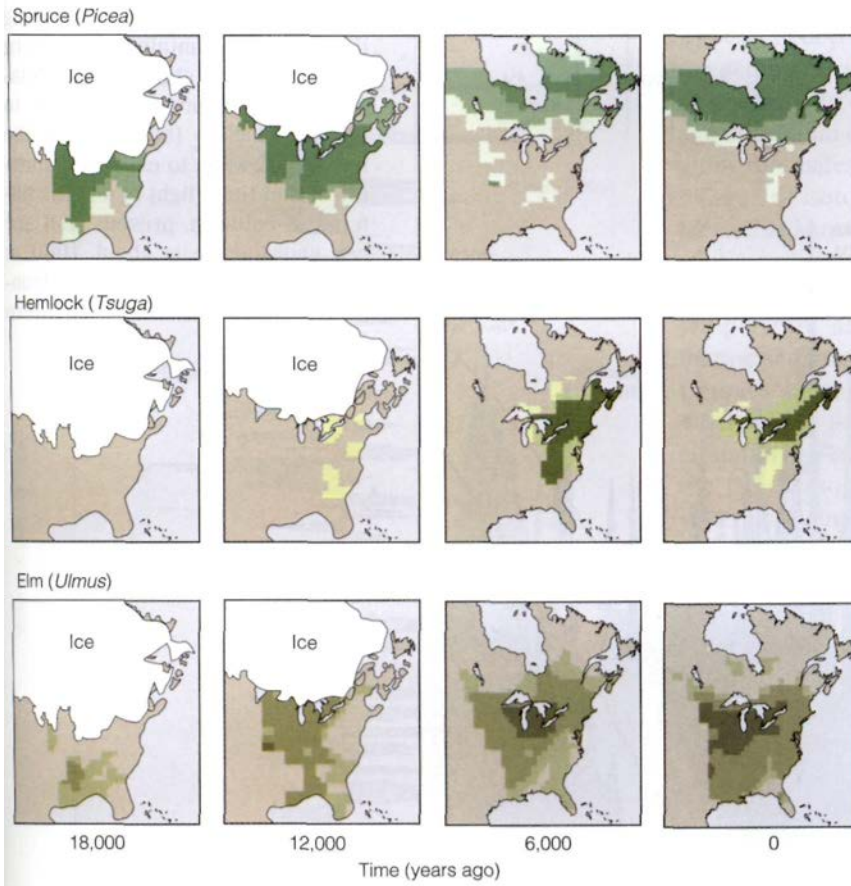 Spruce (Picea)
Ice
Ice
Hemlock (Tsuga)
Ice
Ice
Elm (Ulmus)
Ice
Ice
18,000 12,000 6,000 0
Time (years ago)